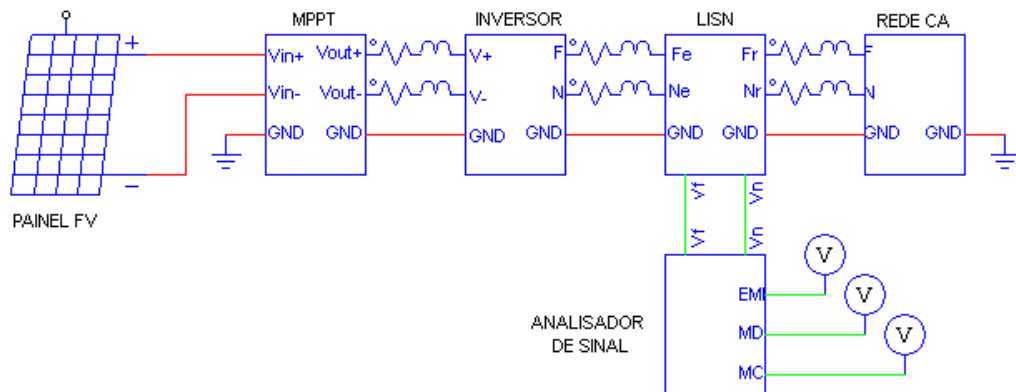 MPPT INVERSOR LISN REDE CA
+
Vin+ Vout+ V+ F Fe Fr F
Vin- Vout- V- N Ne Nr N
GND GND GND GND GND GND GND GND
−
PAINEL FV
Vf Vn
Vf Vn
V
EMI V
ANALISADOR
DE SINAL
MD V
MC